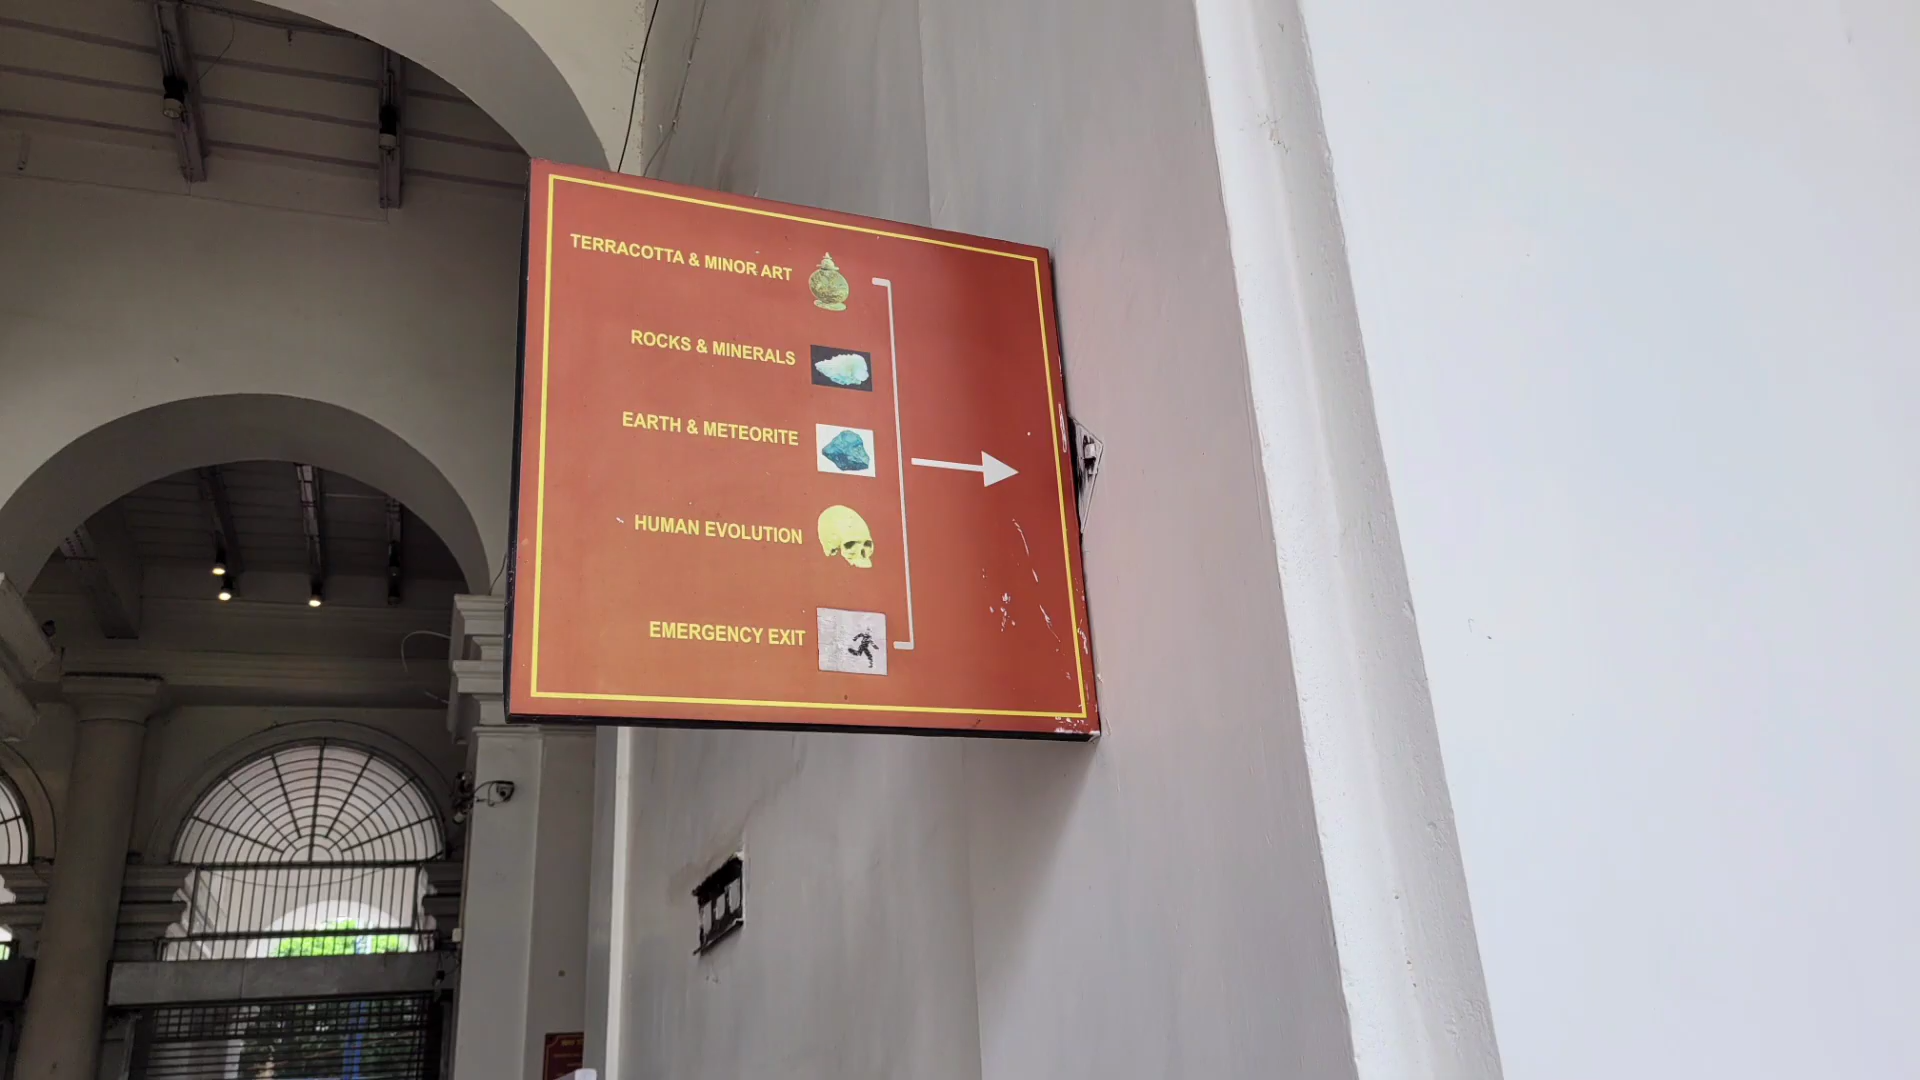 TERRACOTTA & MINOR ART
ROCKS & MINERALS
EARTH & METEORITE
HUMAN EVOLUTION
EMERGENCY EXIT